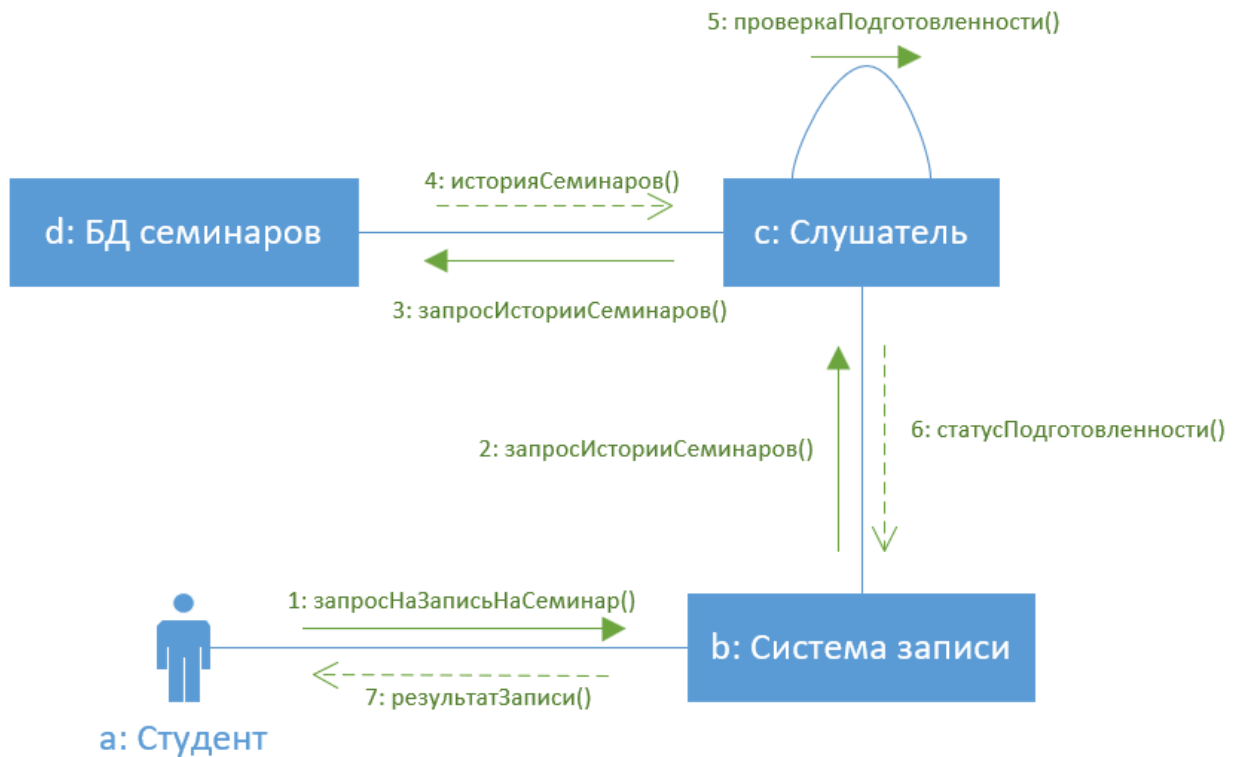 5: проверкаПодготовленности()
4: историяСеминаров()
d: БД семинаров
c: Слушатель
3: запросИсторииСеминаров()
2: запросИсторииСеминаров()
6: статусПодготовленности()
1: запросНаЗаписьНаСеминар()
b: Система записи
7: результатЗаписи()
a: Студент